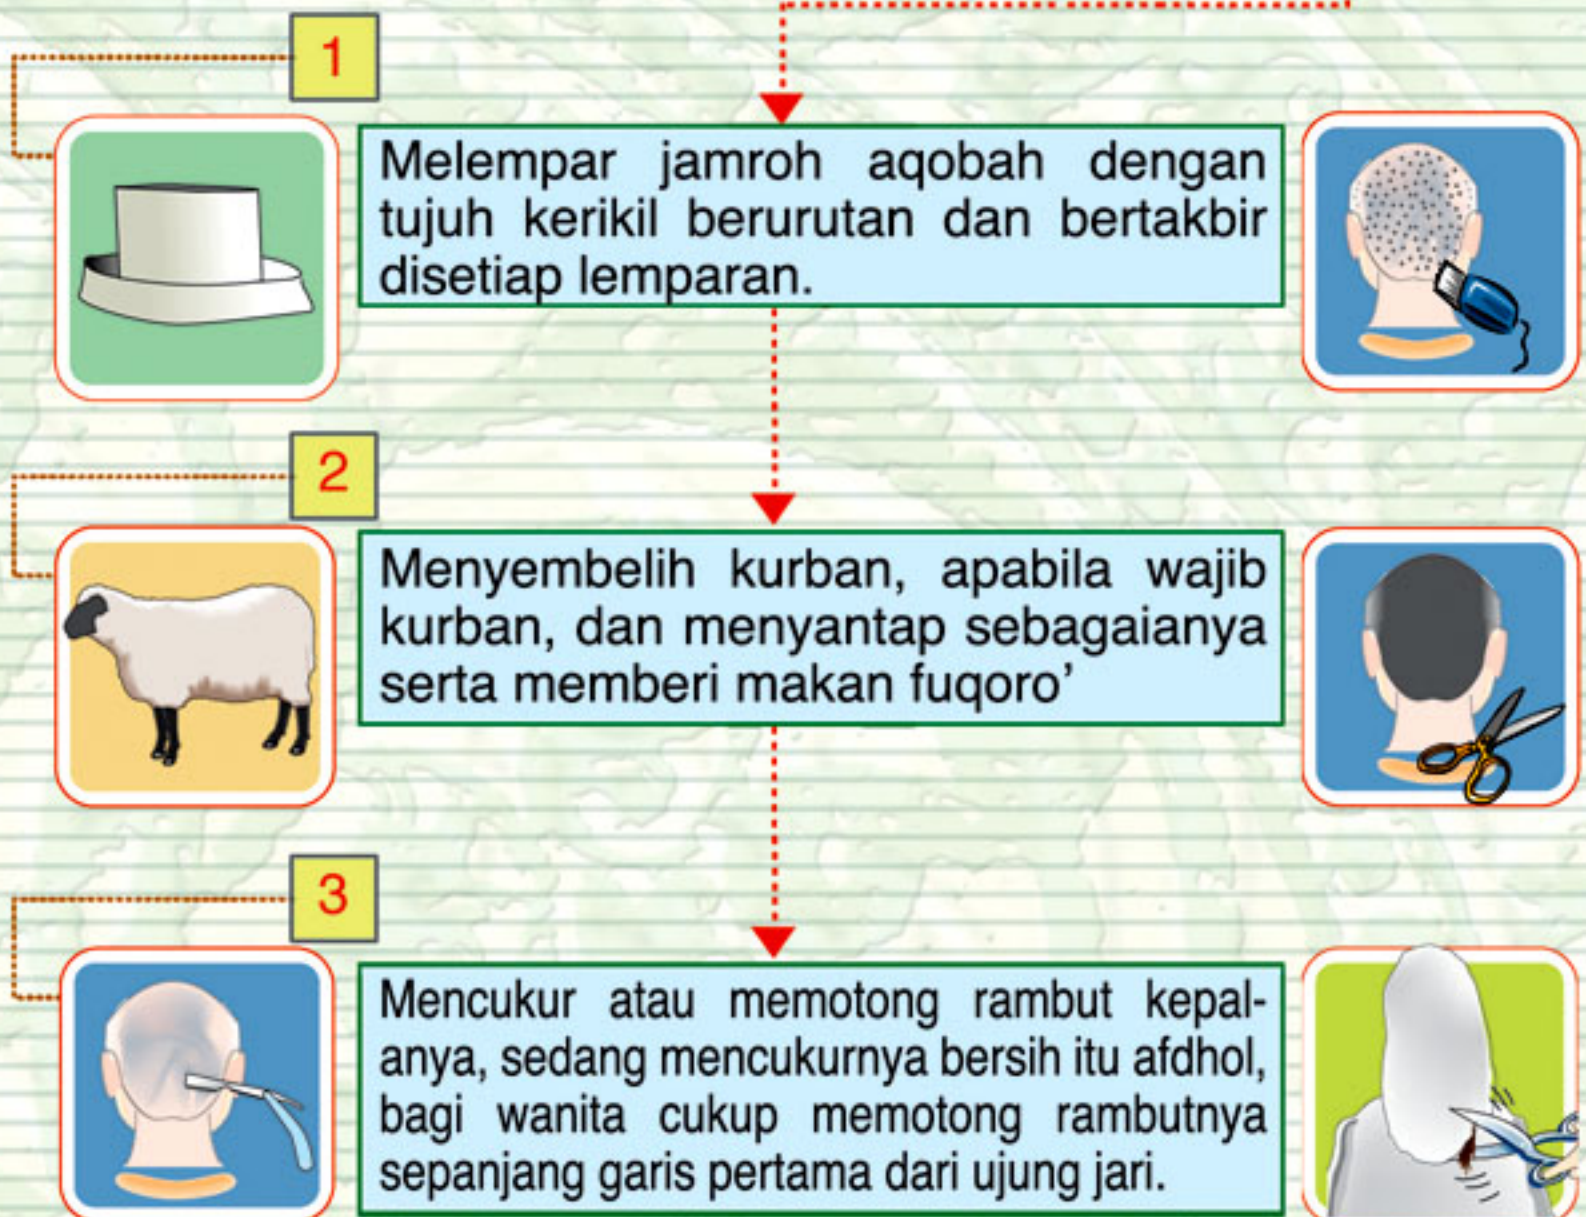 1
Melempar jamroh aqobah dengan
tujuh kerikil berurutan dan bertakbir
disetiap lemparan.
2
Menyembelih kurban, apabila wajib
kurban, dan menyantap sebagaianya
serta memberi makan fuqoro’
3
Mencukur atau memotong rambut kepal-
anya, sedang mencukurnya bersih itu afdhol,
bagi wanita cukup memotong rambutnya
sepanjang garis pertama dari ujung jari.